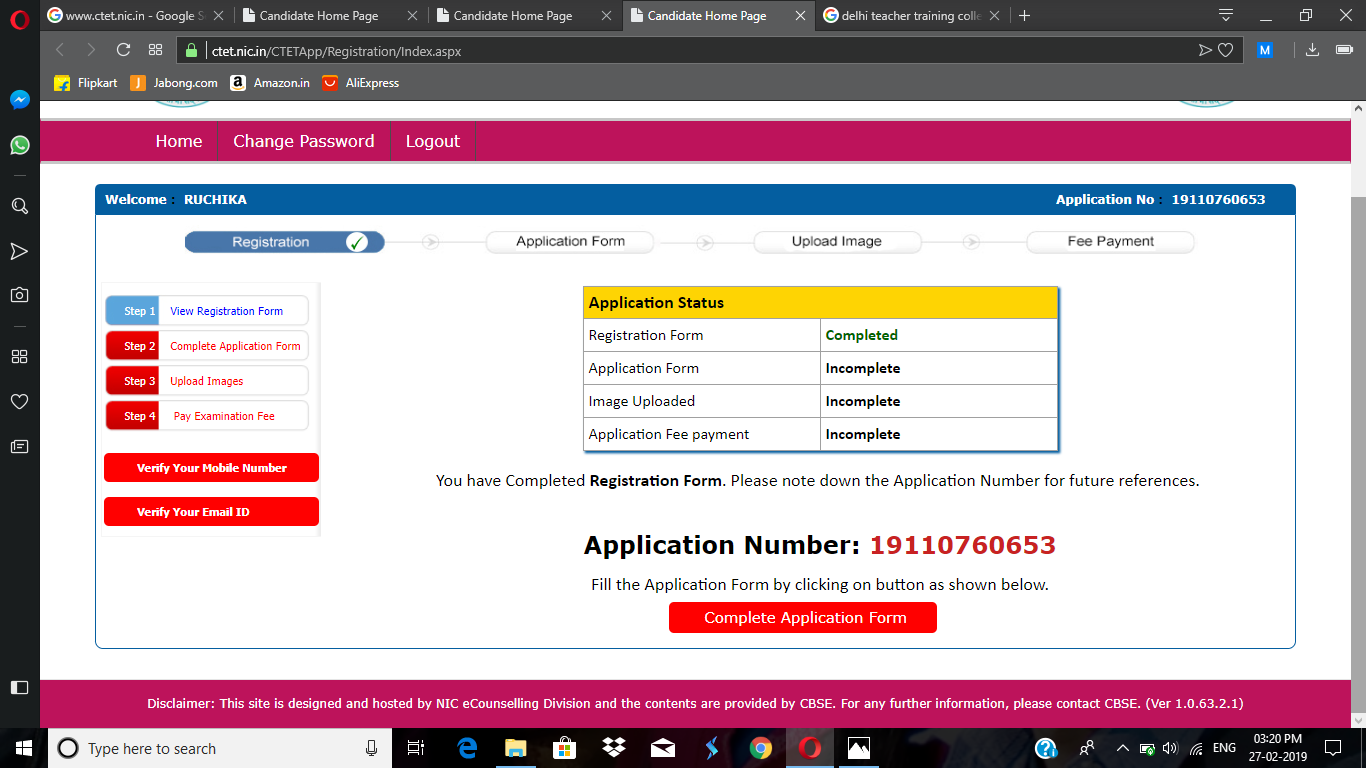 www.ctet.nic.in - Google S
Candidate Home Page
Candidate Home Page
Candidate Home Page
delhi teacher training colle
ctet.nic.in/CTETApp/Registration/Index.aspx
M
Flipkart
Jabong.com
Amazon.in
AliExpress
Home Change Password Logout
Welcome : RUCHIKA
Application No : 19110760653
Registration
Application Form
Upload Image
Fee Payment
Step 1 View Registration Form
Step 2 Complete Application Form
Step 3 Upload Images
Step 4 Pay Examination Fee
Verify Your Mobile Number
Verify Your Email ID
Application Status
Registration Form Completed
Application Form Incomplete
Image Uploaded Incomplete
Application Fee payment Incomplete
You have Completed Registration Form. Please note down the Application Number for future references.
Application Number: 19110760653
Fill the Application Form by clicking on button as shown below.
Complete Application Form
Disclaimer: This site is designed and hosted by NIC eCounselling Division and the contents are provided by CBSE. For any further information, please contact CBSE. (Ver 1.0.63.2.1)
Type here to search
ENG
03:20 PM
27-02-2019